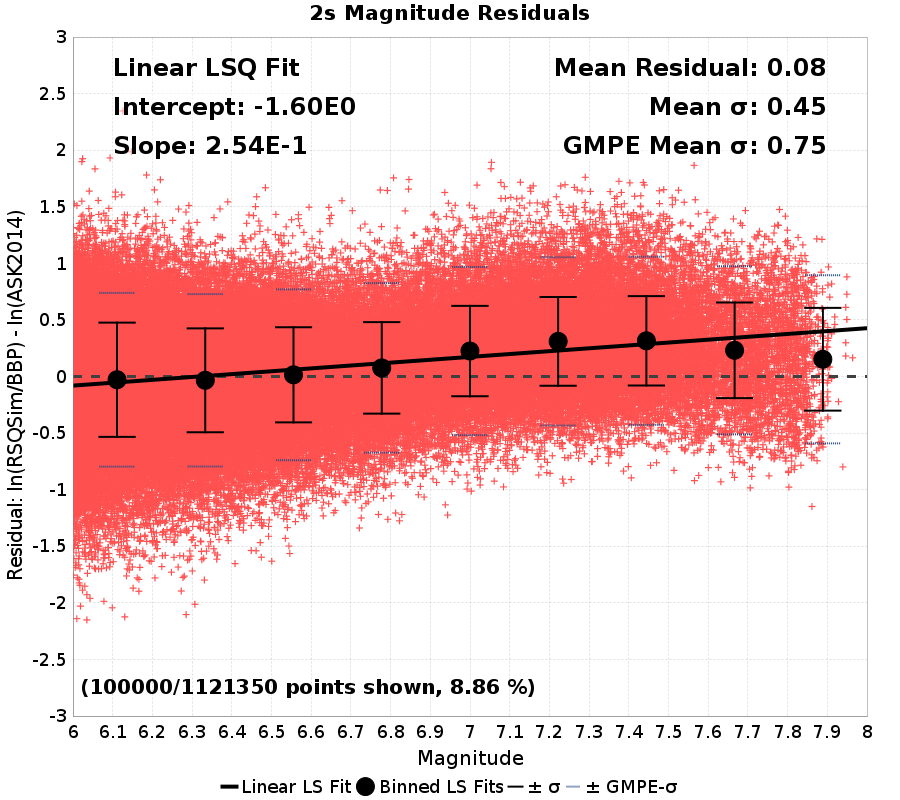 2s Magnitude Residuals
Linear LSQ Fit
Intercept: -1.60E0
Slope: 2.54E-1
Mean Residual: 0.08
Mean σ: 0.45
GMPE Mean σ: 0.75
Residual: ln(RSQSim/BBP) - ln(ASK2014)
3
2.5
2
1.5
1
0.5
0
-0.5
-1
-1.5
-2
-2.5
-3
(100000/1121350 points shown, 8.86 %)
6 6.1 6.2 6.3 6.4 6.5 6.6 6.7 6.8 6.9 7 7.1 7.2 7.3 7.4 7.5 7.6 7.7 7.8 7.9 8
Magnitude
Linear LS Fit Binned LS Fits ± σ ± GMPE-σ